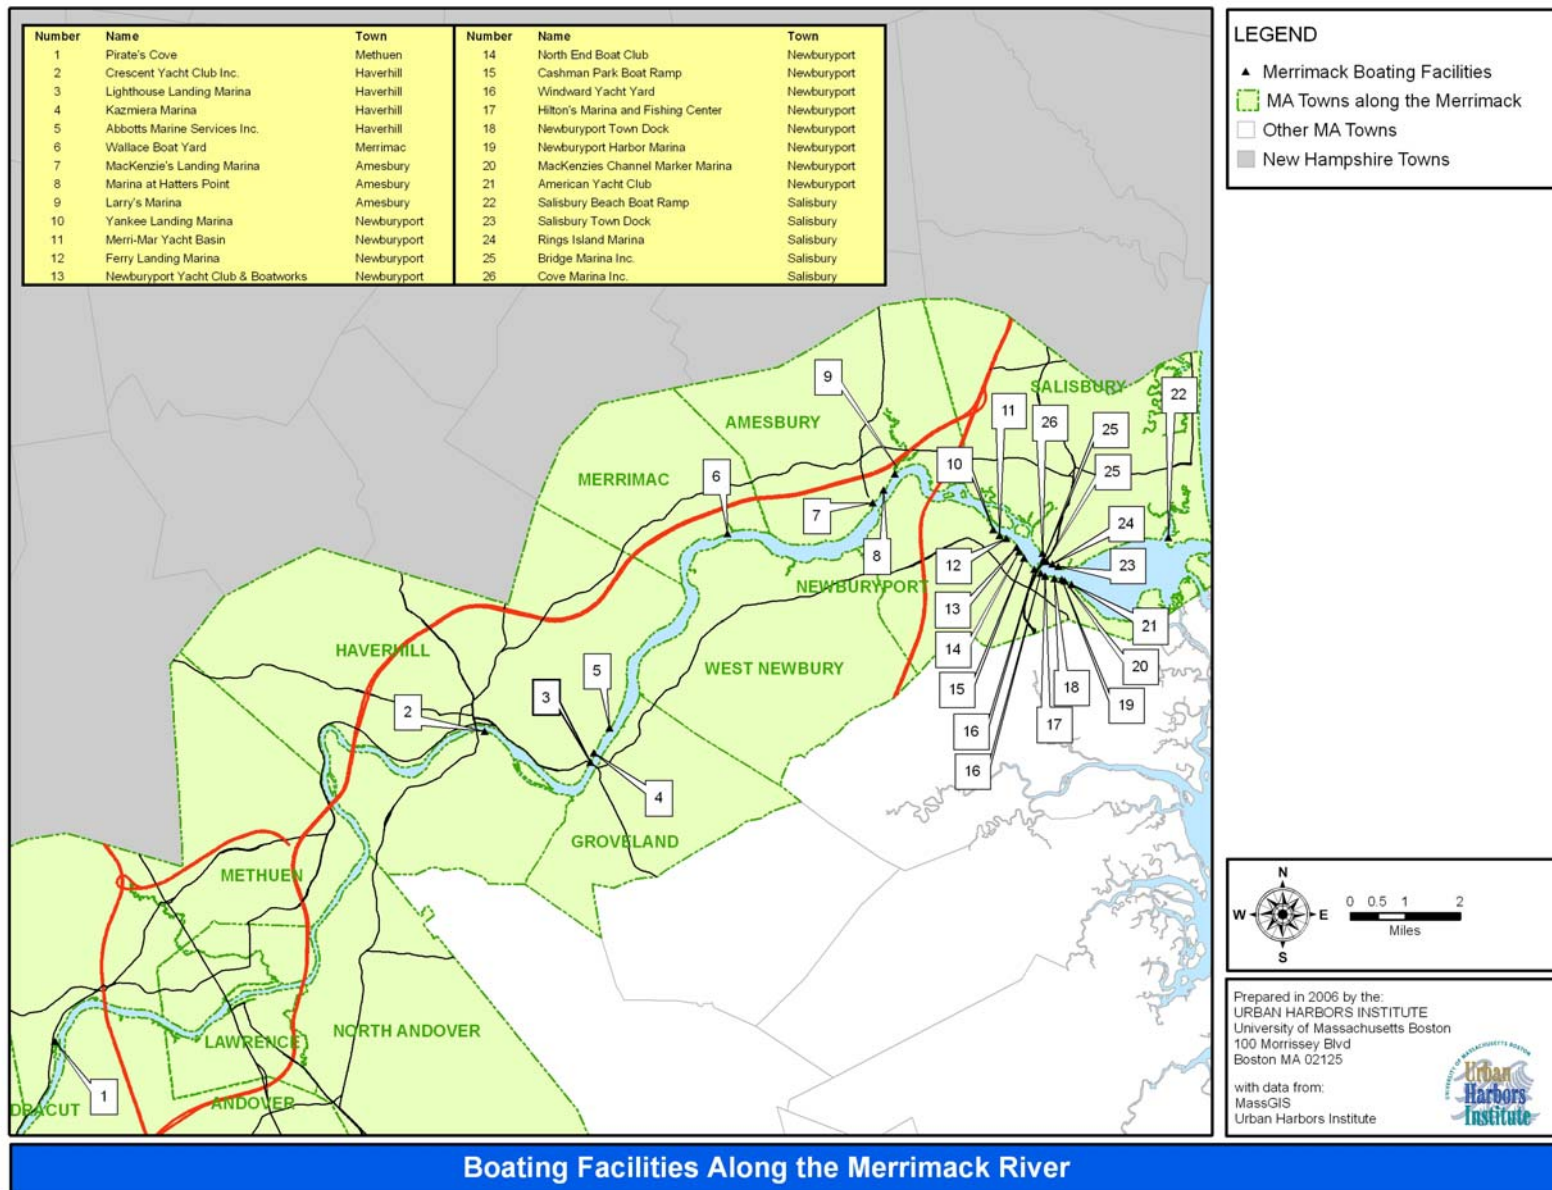 Number Name Town Number Name Town
1 Pirate's Cove Methuen 14 North End Boat Club Newburyport
2 Crescent Yacht Club Inc. Haverhill 15 Cashman Park Boat Ramp Newburyport
3 Lighthouse Landing Marina Haverhill 16 Windward Yacht Yard Newburyport
4 Kazmiera Marina Haverhill 17 Hilton's Marina and Fishing Center Newburyport
5 Abbotts Marine Services Inc. Haverhill 18 Newburyport Town Dock Newburyport
6 Wallace Boat Yard Merrimac 19 Newburyport Harbor Marina Newburyport
7 MacKenzie's Landing Marina Amesbury 20 MacKenzies Channel Marker Marina Newburyport
8 Marina at Hatters Point Amesbury 21 American Yacht Club Newburyport
9 Larry's Marina Amesbury 22 Salisbury Beach Boat Ramp Salisbury
10 Yankee Landing Marina Newburyport 23 Salisbury Town Dock Salisbury
11 Merri-Mar Yacht Basin Newburyport 24 Rings Island Marina Salisbury
12 Ferry Landing Marina Newburyport 25 Bridge Marina Inc. Salisbury
13 Newburyport Yacht Club & Boatworks Newburyport 26 Cove Marina Inc. Salisbury
LEGEND
Merrimack Boating Facilities
MA Towns along the Merrimack
Other MA Towns
New Hampshire Towns
9
SALISBURY
22
11
26
25
AMESBURY
10
25
MERRIMAC
6
7
24
8
12
23
NEWBURYPORT
13
21
14
HAVERHILL
5
WEST NEWBURY
20
15
18
3
19
2
16
17
16
4
GROVELAND
METHUEN
NORTH ANDOVER
LAWRENCE
1
ANDOVER
DRACUT
N
W E
S
0 0.5 1 2
Miles
Prepared in 2006 by the:
URBAN HARBORS INSTITUTE
University of Massachusetts Boston
100 Morrissey Blvd
Boston MA 02125
with data from:
MassGIS
Urban Harbors Institute
UNIVERSITY OF MASSACHUSETTS BOSTON
Urban
Harbors
Institute
Boating Facilities Along the Merrimack River